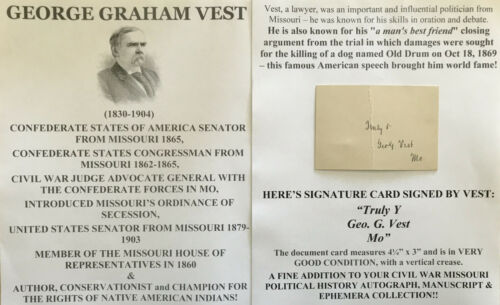 GEORGE GRAHAM VEST
(1830-1904)
CONFEDERATE STATES OF AMERICA SENATOR
FROM MISSOURI 1865,
CONFEDERATE STATES CONGRESSMAN FROM
MISSOURI 1862-1865,
CIVIL WAR JUDGE ADVOCATE GENERAL WITH
THE CONFEDERATE FORCES IN MO,
INTRODUCED MISSOURI'S ORDINANCE OF
SECESSION,
UNITED STATES SENATOR FROM MISSOURI 1879-
1903
MEMBER OF THE MISSOURI HOUSE OF
REPRESENTATIVES IN 1860
&
AUTHOR, CONSERVATIONIST and CHAMPION FOR
THE RIGHTS OF NATIVE AMERICAN INDIANS!
Vest, a lawyer, was an important and influential politician from
Missouri – he was known for his skills in oration and debate.
He is also known for his "a man's best friend" closing
argument from the trial in which damages were sought
for the killing of a dog named Old Drum on Oct 18, 1869
– this famous American speech brought him world fame!
Truly
Geo G Vest
Mo
HERE'S SIGNATURE CARD SIGNED BY VEST:
"Truly Y
Geo. G. Vest
Mo"
The document card measures 4¼" x 3" and is in VERY
GOOD CONDITION, with a vertical crease.
A FINE ADDITION TO YOUR CIVIL WAR MISSOURI
POLITICAL HISTORY AUTOGRAPH, MANUSCRIPT &
EPHEMERA COLLECTION!!